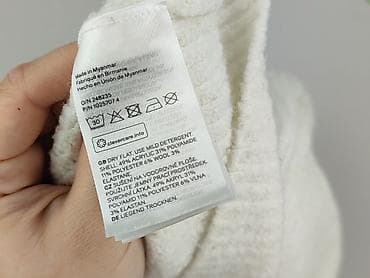 Made in Myanmar
Fabriqué en Birmanie
Hecho en Unión de Myanmar
O/N 248235
P/N 1025707 4
30
clevercare.info
GB DRY FLAT. USE MILD DETERGENT
SHELL: 49% ACRYLIC 31% POLYAMIDE
11% POLYESTER 6% WOOL 3%
ELASTANE.
CZ SUŠENÍ NA VODOROVNÉ PLOŠE.
POUŽIJTE JEMNÝ PRACÍ PROSTŘEDEK.
SVRCHNÍ LÁTKA: 49% AKRYL 31%
POLYAMID 11% POLYESTER 6% VLNA
3% ELASTAN.
DE LIEGEND TROCKNEN.